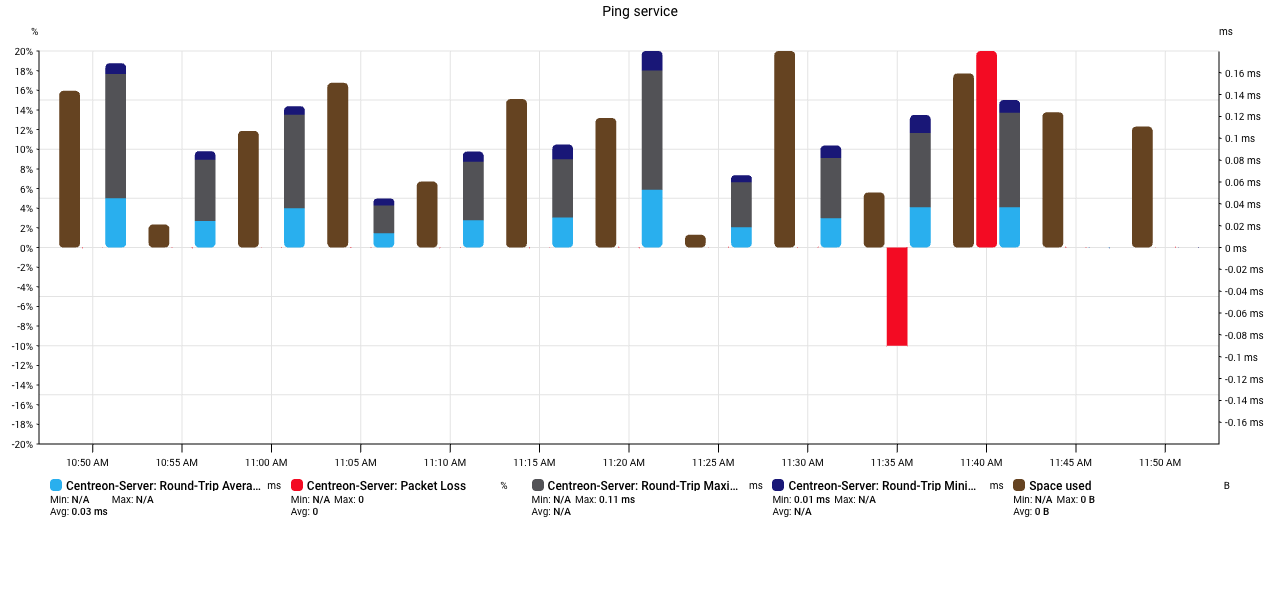 Ping service
% ms
20%
18% 0.16 ms
16% 0.14 ms
14% 0.12 ms
12% 0.1 ms
10% 0.08 ms
8% 0.06 ms
6% 0.04 ms
4% 0.02 ms
2% 0 ms
0% -0.02 ms
-2% -0.04 ms
-4% -0.06 ms
-6% -0.08 ms
-8% -0.1 ms
-10% -0.12 ms
-12% -0.14 ms
-14% -0.16 ms
-16%
-18%
-20%
10:50 AM 10:55 AM 11:00 AM 11:05 AM 11:10 AM 11:15 AM 11:20 AM 11:25 AM 11:30 AM 11:35 AM 11:40 AM 11:45 AM 11:50 AM
Centreon-Server: Round-Trip Avera... ms Centreon-Server: Packet Loss % Centreon-Server: Round-Trip Maxi... ms Centreon-Server: Round-Trip Mini... ms Space used B
Min: N/A Max: N/A Min: N/A Max: 0 Min: N/A Max: 0.11 ms Min: 0.01 ms Max: N/A Min: N/A Max: 0 B
Avg: 0.03 ms Avg: 0 Avg: N/A Avg: N/A Avg: 0 B